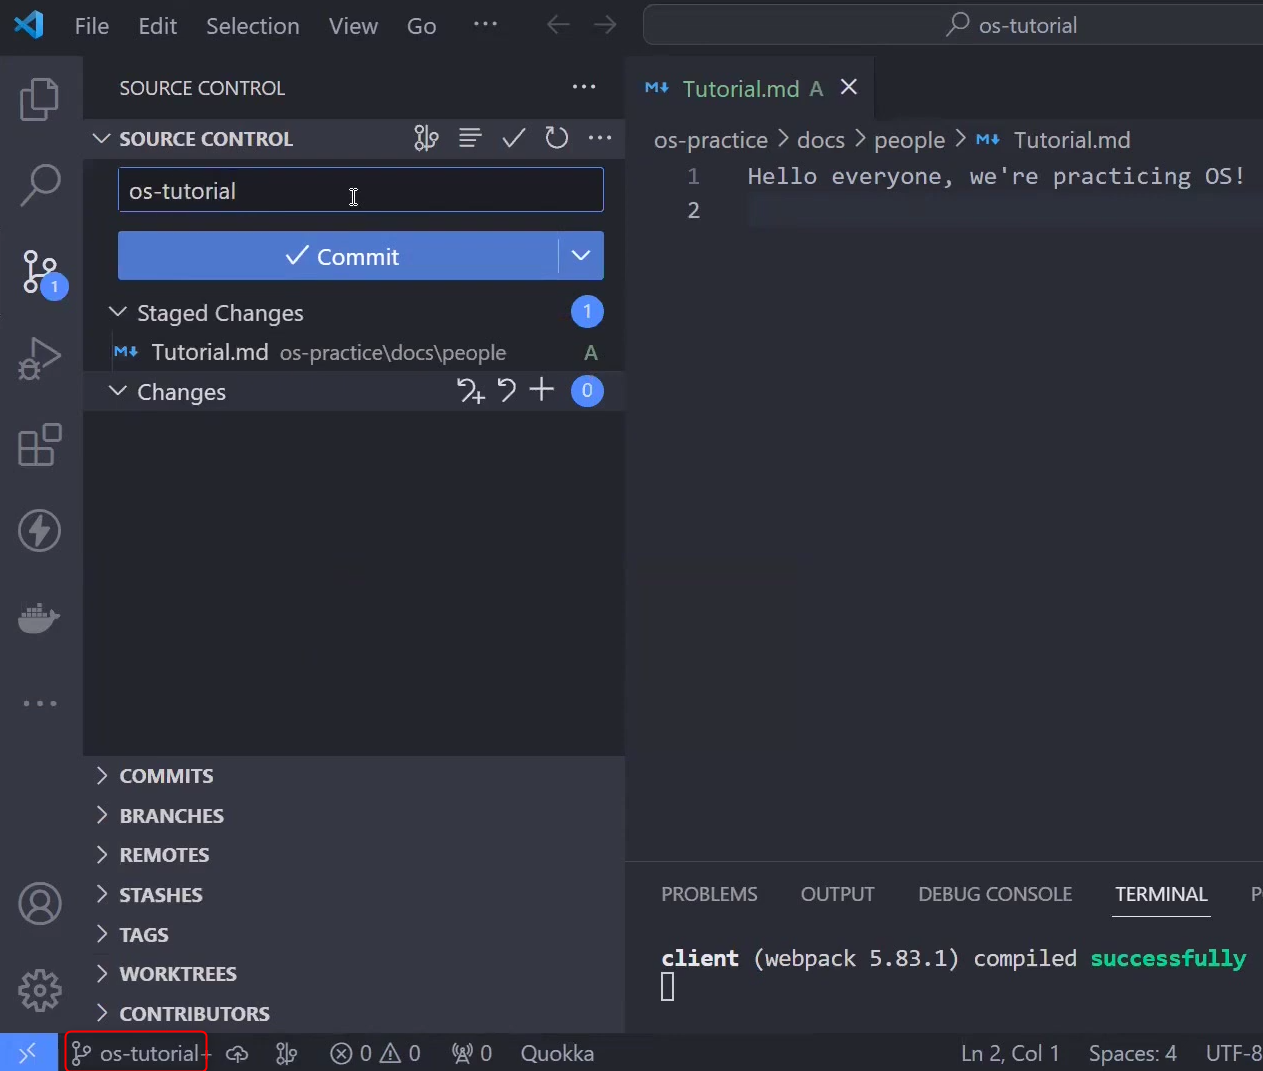 File Edit Selection View Go ··· os-tutorial
SOURCE CONTROL ···
SOURCE CONTROL ···
os-tutorial
Commit
Staged Changes 1
Tutorial.md os-practice\docs\people A
Changes 0
1
COMMITS
BRANCHES
REMOTES
STASHES
TAGS
WORKTREES
CONTRIBUTORS
Tutorial.md A
os-practice > docs > people > Tutorial.md
1 Hello everyone, we're practicing OS!
2
PROBLEMS OUTPUT DEBUG CONSOLE TERMINAL
client (webpack 5.83.1) compiled successfully
os-tutorial+ 0 0 0 Quokka Ln 2, Col 1 Spaces: 4 UTF-8